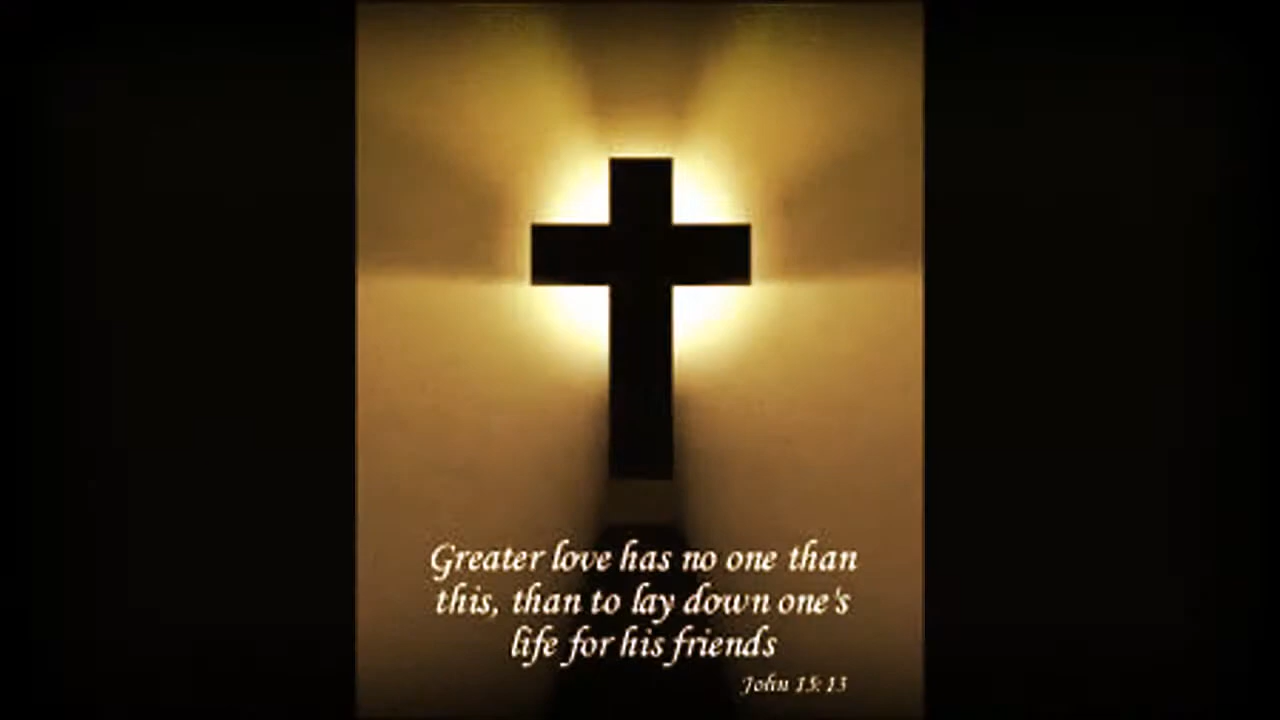 Greater love has no one than
this, than to lay down one's
life for his friends
John 15:13